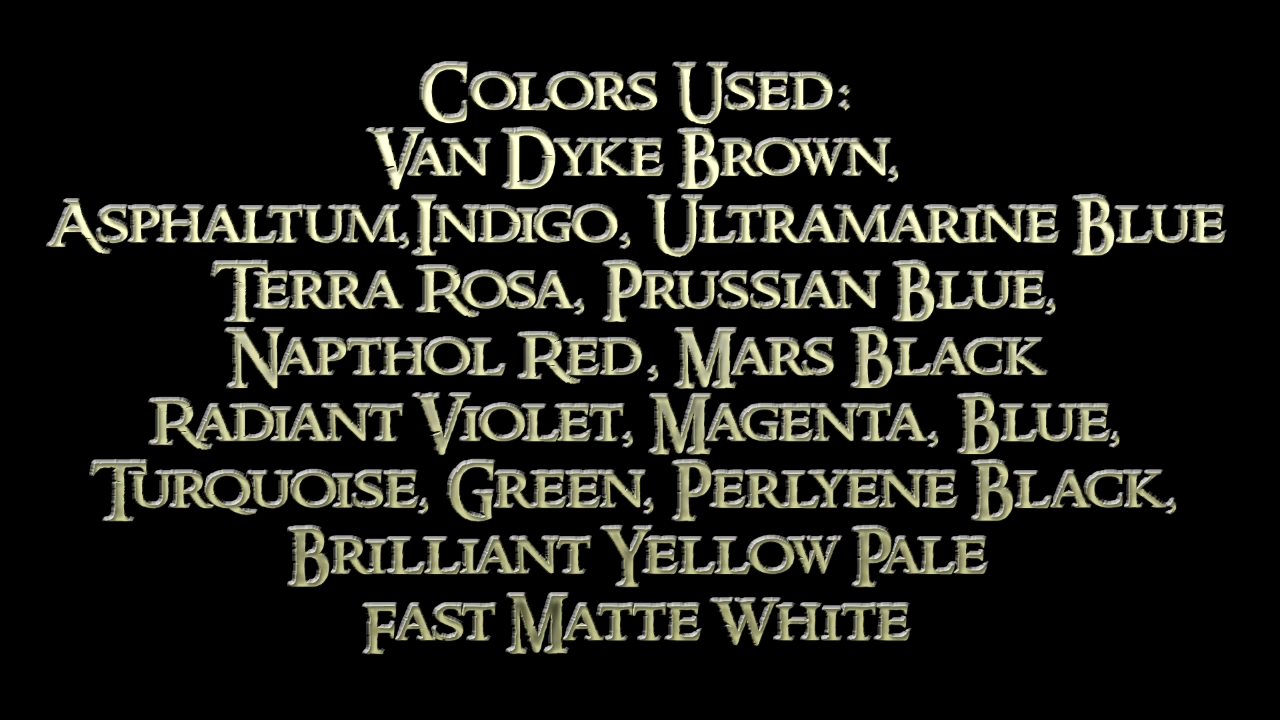 Colors Used:
Van Dyke Brown,
Asphaltum, Indigo, Ultramarine Blue
Terra Rosa, Prussian Blue,
Napthol Red, Mars Black
Radiant Violet, Magenta, Blue,
Turquoise, Green, Perlyene Black,
Brilliant Yellow Pale
Fast Matte White